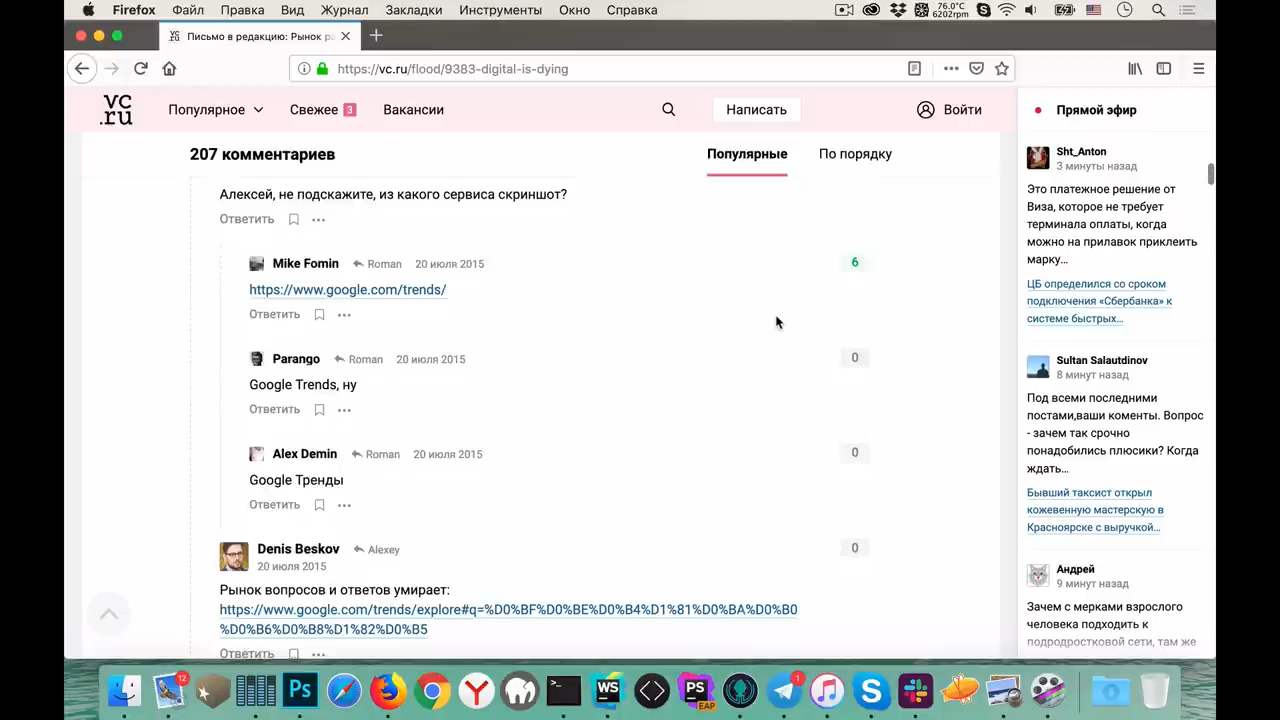 Firefox Файл Правка Вид Журнал Закладки Инструменты Окно Справка
76.0°C
6202rpm
Письмо в редакцию: Рынок ра
https://vc.ru/flood/9383-digital-is-dying
vc
.ru
Популярное
Свежее 3
Вакансии
Написать
Войти
207 комментариев
Популярные
По порядку
Алексей, не подскажите, из какого сервиса скриншот?
Ответить
Mike Fomin Roman 20 июля 2015
6
https://www.google.com/trends/
Ответить
Parango Roman 20 июля 2015
0
Google Trends, ну
Ответить
Alex Demin Roman 20 июля 2015
0
Google Тренды
Ответить
Denis Beskov Alexey
0
20 июля 2015
Рынок вопросов и ответов умирает:
https://www.google.com/trends/explore#q=%D0%BF%D0%BE%D0%B4%D1%81%D0%BA%D0%B0
%D0%B6%D0%B8%D1%82%D0%B5
Ответить
Прямой эфир
Sht_Anton
3 минуты назад
Это платежное решение от
Виза, которое не требует
терминала оплаты, когда
можно на прилавок приклеить
марку...
ЦБ определился со сроком
подключения «Сбербанка» к
системе быстрых...
Sultan Salautdinov
8 минут назад
Под всеми последними
постами,ваши коменты. Вопрос
- зачем так срочно
понадобились плюсики? Когда
ждать...
Бывший таксист открыл
кожевенную мастерскую в
Красноярске с выручкой...
Андрей
9 минут назад
Зачем с мерками взрослого
человека подходить к
подродростковой сети, там же
12
Ps
Y
WS
PS
EAP
1
S